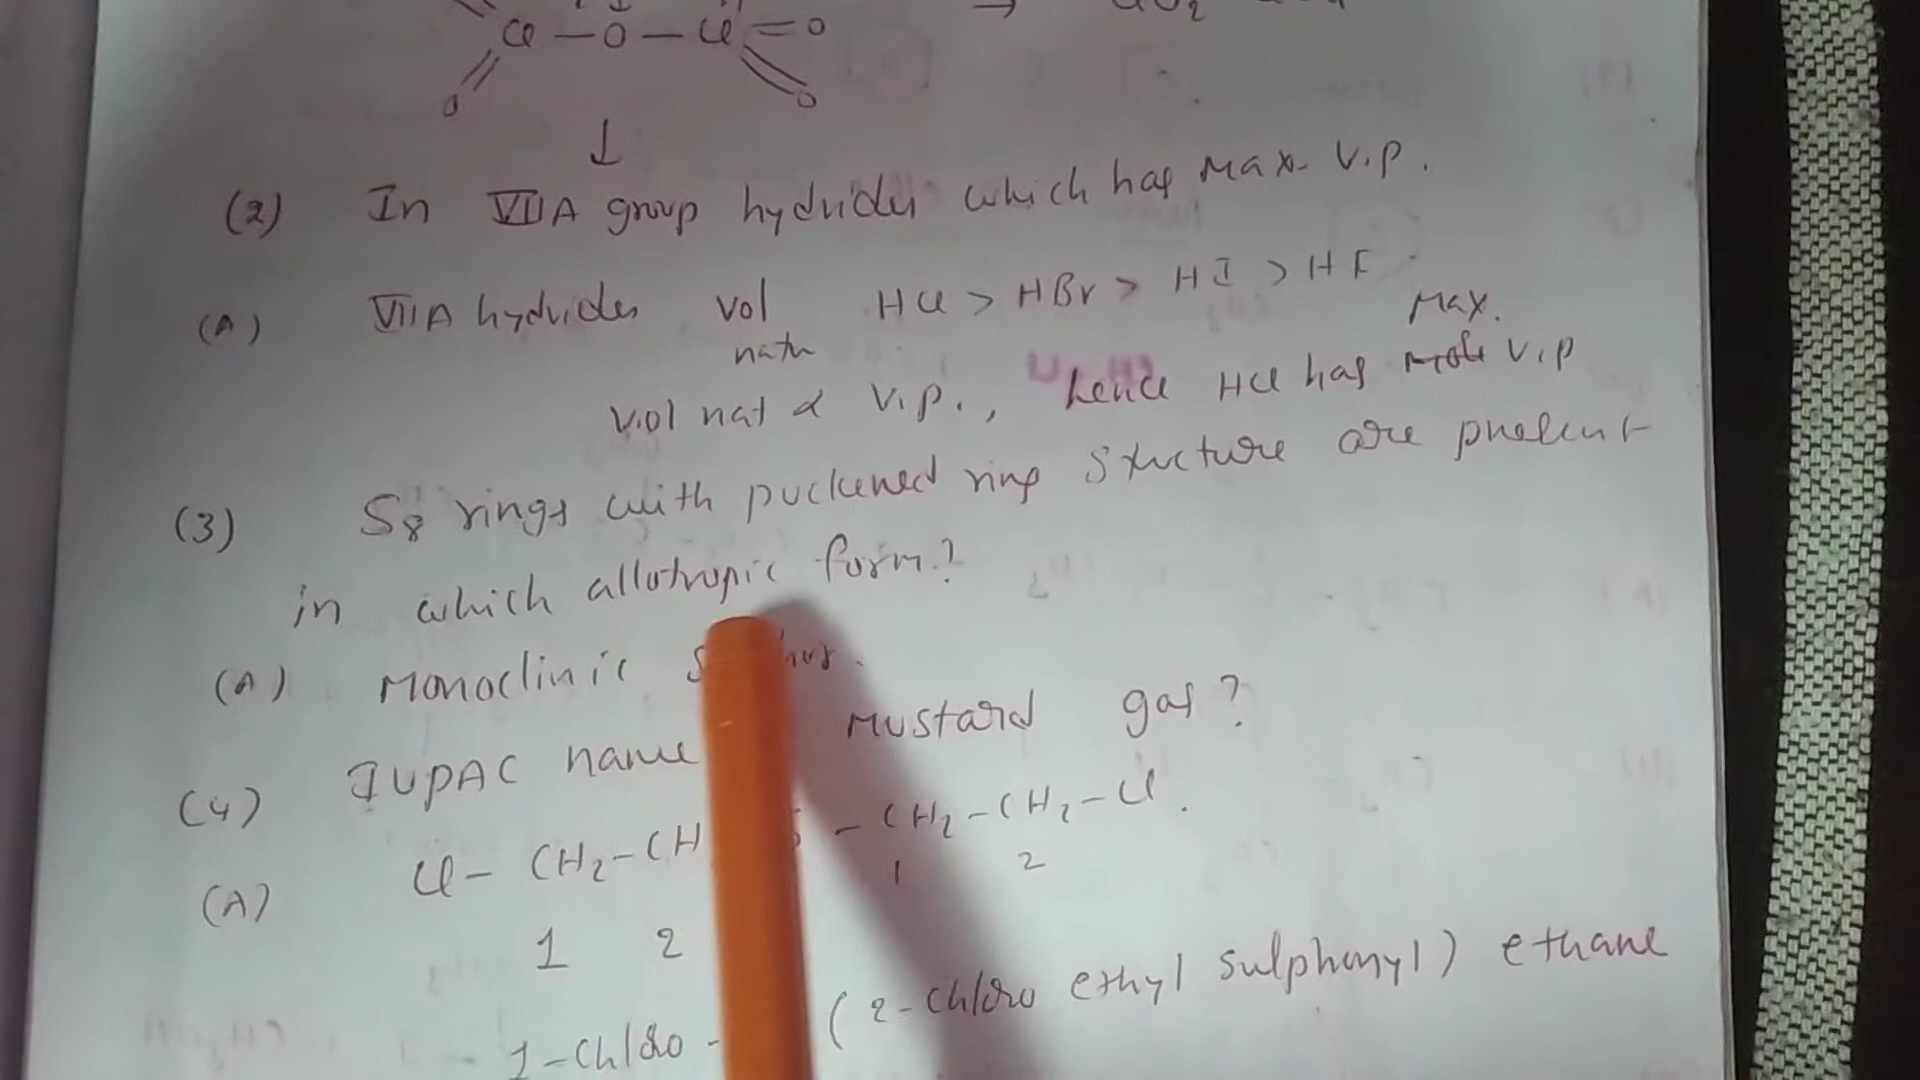 Cl - O - Cl = O
O O
↓
(2) In VIIA group hydrides which has Max. V.p.
(A) VIIA hydrides vol HCl > HBr > HI > HF
natu Max.
vol nat α V.p., hence HCl has V.p
(3) S8 rings with puckered ring structure are present
in which allotropic form?
(A) Monoclinic
(4) IUPAC name Mustard gas?
(A) Cl - CH2 - CH - CH2 - CH2 - Cl.
1 2
1 2
1-Chloro - (2-chloro ethyl sulphonyl) ethane